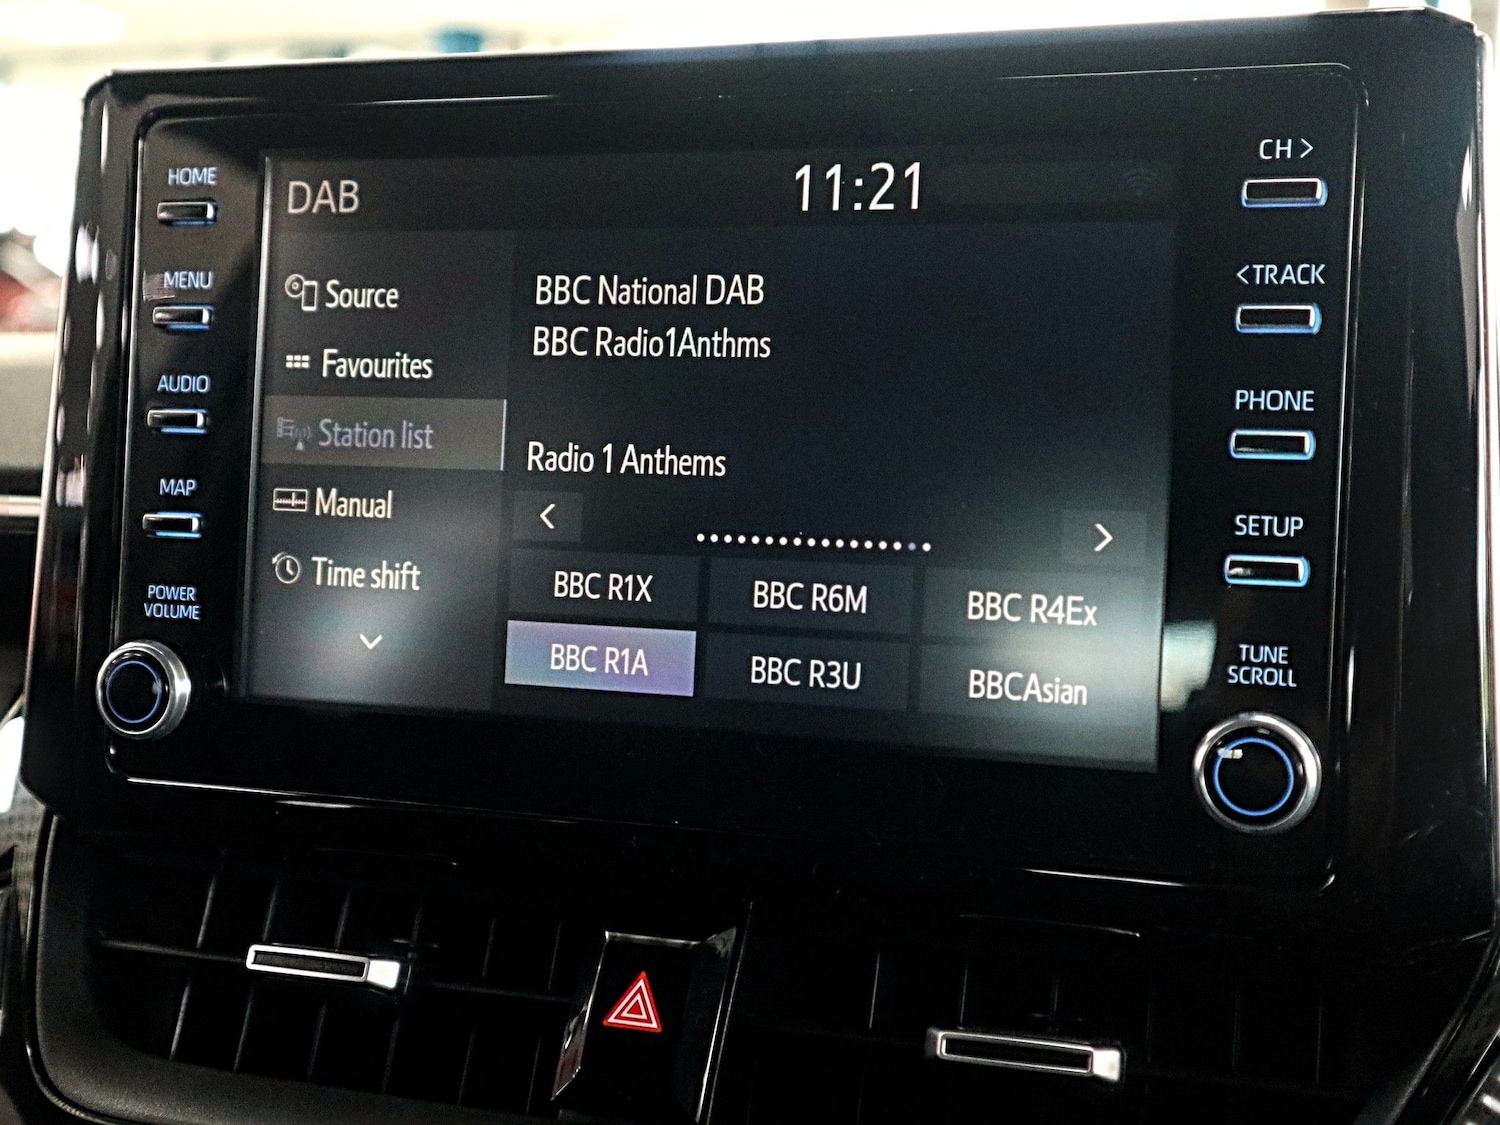 HOME
MENU
AUDIO
MAP
POWER
VOLUME
DAB
11:21
Source
Favourites
Station list
Manual
Time shift
BBC National DAB
BBC Radio1Anthms
Radio 1 Anthems
BBC R1X
BBC R6M
BBC R4Ex
BBC R1A
BBC R3U
BBCAsian
CH >
<TRACK
PHONE
SETUP
TUNE
SCROLL